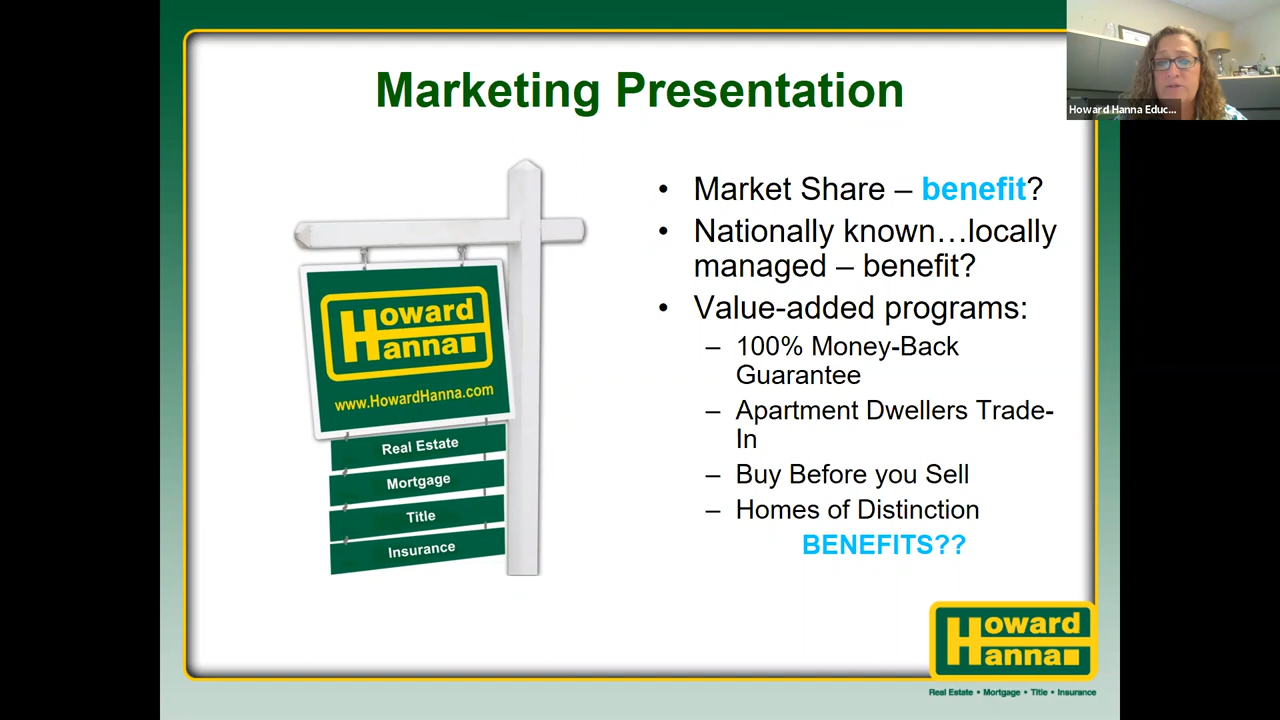 Marketing Presentation
Howard Hanna Educ...
• Market Share – benefit?
• Nationally known…locally
managed – benefit?
• Value-added programs:
– 100% Money-Back
Guarantee
– Apartment Dwellers Trade-
In
– Buy Before you Sell
– Homes of Distinction
BENEFITS??
Howard
Hanna
www.HowardHanna.com
Real Estate
Mortgage
Title
Insurance
Howard
Hanna
Real Estate • Mortgage • Title • Insurance